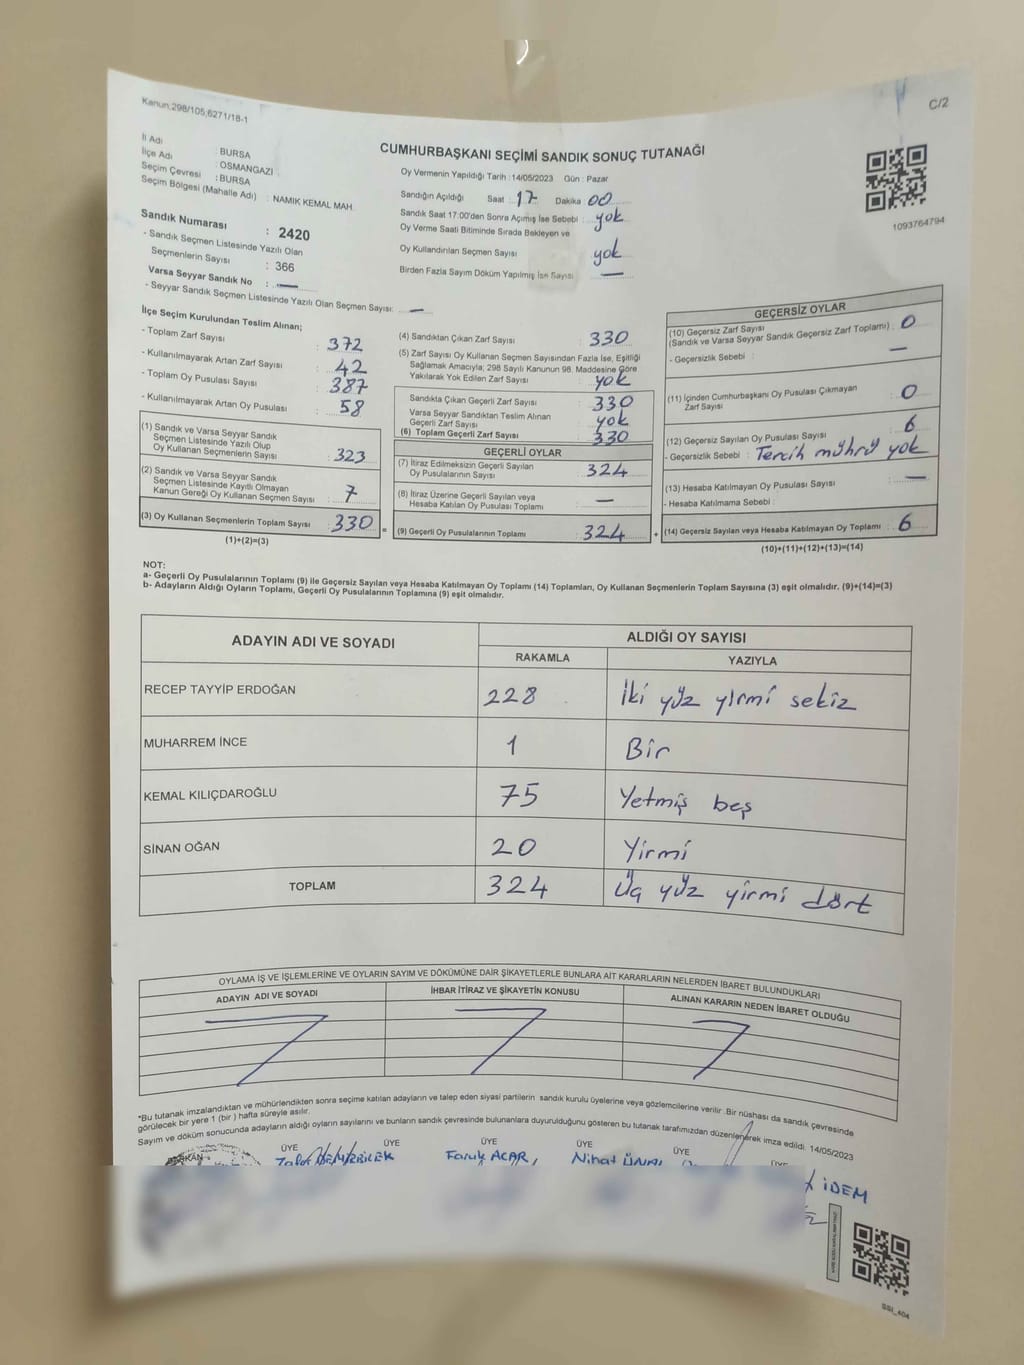 Kanun;298/105,6271/18-1
C/2
CUMHURBAŞKANI SEÇİMİ SANDIK SONUÇ TUTANAĞI
İl Adı : BURSA
İlçe Adı : OSMANGAZİ
Seçim Çevresi : BURSA
Seçim Bölgesi (Mahalle Adı) : NAMIK KEMAL MAH.
Sandık Numarası : 2420
- Sandık Seçmen Listesinde Yazılı Olan
Seçmenlerin Sayısı : 366
Varsa Seyyar Sandık No : —
- Seyyar Sandık Seçmen Listesinde Yazılı Olan Seçmen Sayısı: —
Oy Vermenin Yapıldığı Tarih :14/05/2023 Gün : Pazar
Sandığın Açıldığı Saat 17 Dakika : 00
Sandık Saat 17:00'den Sonra Açımış İse Sebebi : yok
Oy Verme Saati Bitiminde Sırada Bekleyen ve
Oy Kullandırılan Seçmen Sayısı yok
Birden Fazla Sayım Döküm Yapılmış İse Sayısı —
1093764794
İlçe Seçim Kurulundan Teslim Alınan;
- Toplam Zarf Sayısı : 372
- Kullanılmayarak Artan Zarf Sayısı : 42
- Toplam Oy Pusulası Sayısı : 387
- Kullanılmayarak Artan Oy Pusulası : 58
(1) Sandık ve Varsa Seyyar Sandık
Seçmen Listesinde Yazılı Olup
Oy Kullanan Seçmenlerin Sayısı : 323
(2) Sandık ve Varsa Seyyar Sandık
Seçmen Listesinde Kayıtlı Olmayan
Kanun Gereği Oy Kullanan Seçmen Sayısı : 7
(3) Oy Kullanan Seçmenlerin Toplam Sayısı : 330
(1)+(2)=(3)
(4) Sandıktan Çıkan Zarf Sayısı : 330
(5) Zarf Sayısı Oy Kullanan Seçmen Sayısından Fazla İse, Eşitliği
Sağlamak Amacıyla; 298 Sayılı Kanunun 98. Maddesine Göre
Yakılarak Yok Edilen Zarf Sayısı : yok
Sandıkta Çıkan Geçerli Zarf Sayısı : 330
Varsa Seyyar Sandıktan Teslim Alınan
Geçerli Zarf Sayısı : yok
(6) Toplam Geçerli Zarf Sayısı : 330
GEÇERLİ OYLAR
(7) İtiraz Edilmeksizin Geçerli Sayılan
Oy Pusulalarının Sayısı : 324
(8) İtiraz Üzerine Geçerli Sayılan veya
Hesaba Katılan Oy Pusulası Toplamı : —
(9) Geçerli Oy Pusulalarının Toplamı : 324
GEÇERSİZ OYLAR
(10) Geçersiz Zarf Sayısı
(Sandık ve Varsa Seyyar Sandık Geçersiz Zarf Toplamı) : 0
- Geçersizlik Sebebi : —
(11) İçinden Cumhurbaşkanı Oy Pusulası Çıkmayan
Zarf Sayısı : 0
(12) Geçersiz Sayılan Oy Pusulası Sayısı : 6
- Geçersizlik Sebebi : Tercih mührü yok
(13) Hesaba Katılmayan Oy Pusulası Sayısı : —
- Hesaba Katılmama Sebebi :
(14) Geçersiz Sayılan veya Hesaba Katılmayan Oy Toplamı : 6
(10)+(11)+(12)+(13)=(14)
NOT:
a- Geçerli Oy Pusulalarının Toplamı (9) ile Geçersiz Sayılan veya Hesaba Katılmayan Oy Toplamı (14) Toplamları, Oy Kullanan Seçmenlerin Toplam Sayısına (3) eşit olmalıdır. (9)+(14)=(3)
b- Adayların Aldığı Oyların Toplamı, Geçerli Oy Pusulalarının Toplamına (9) eşit olmalıdır.
ADAYIN ADI VE SOYADI
ALDIĞI OY SAYISI
RAKAMLA YAZIYLA
RECEP TAYYİP ERDOĞAN 228 İki yüz yirmi sekiz
MUHARREM İNCE 1 Bir
KEMAL KILIÇDAROĞLU 75 Yetmiş beş
SİNAN OĞAN 20 Yirmi
TOPLAM 324 Üç yüz yirmi dört
OYLAMA İŞ VE İŞLEMLERİNE VE OYLARIN SAYIM VE DÖKÜMÜNE DAİR ŞİKAYETLERLE BUNLARA AİT KARARLARIN NELERDEN İBARET BULUNDUKLARI
ADAYIN ADI VE SOYADI İHBAR İTİRAZ VE ŞİKAYETİN KONUSU ALINAN KARARIN NEDEN İBARET OLDUĞU
*Bu tutanak imzalandıktan ve mühürlendikten sonra seçime katılan adayların ve talep eden siyasi partilerin sandık kurulu üyelerine veya gözlemcilerine verilir .Bir nüshası da sandık çevresinde
görülecek bir yere 1 (bir ) hafta süreyle asılır.
Sayım ve döküm sonucunda adayların aldığı oyların sayılarını ve bunların sandık çevresinde bulunanlara duyurulduğunu gösteren bu tutanak tarafımızdan düzenlenerek imza edildi. 14/05/2023
BAŞKAN ÜYE ÜYE ÜYE ÜYE ÜYE ÜYE
DEMİRBİLEK Faruk ACAR Nihat ÜNAL
İDEM
SSI_404